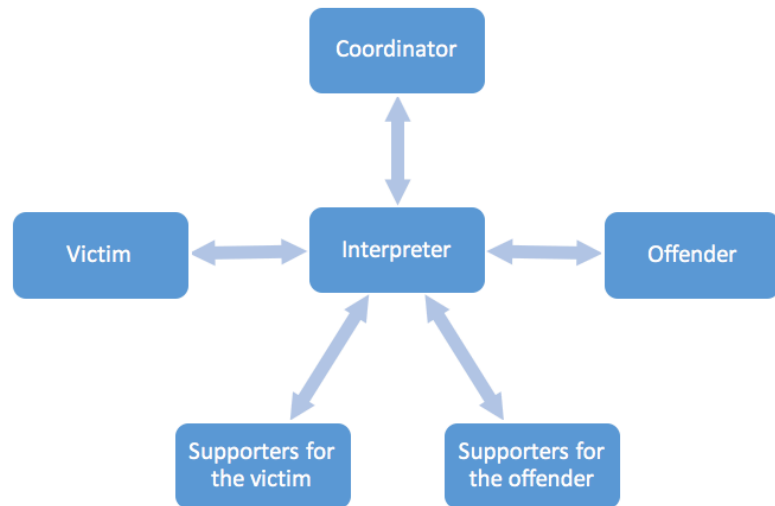 Coordinator
Victim
Interpreter
Offender
Supporters for
the victim
Supporters for
the offender